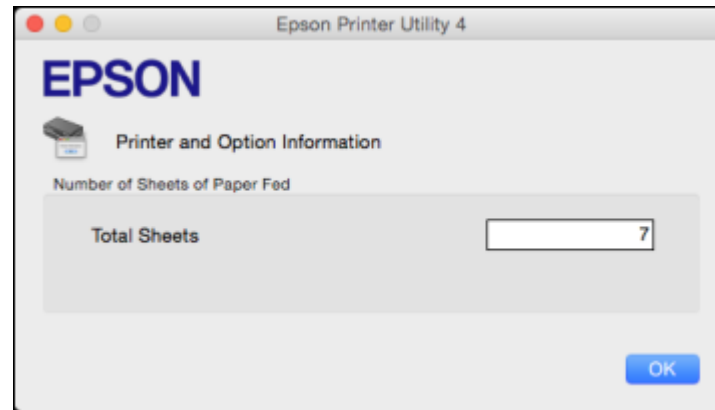 Epson Printer Utility 4
EPSON
Printer and Option Information
Number of Sheets of Paper Fed
Total Sheets 7
OK